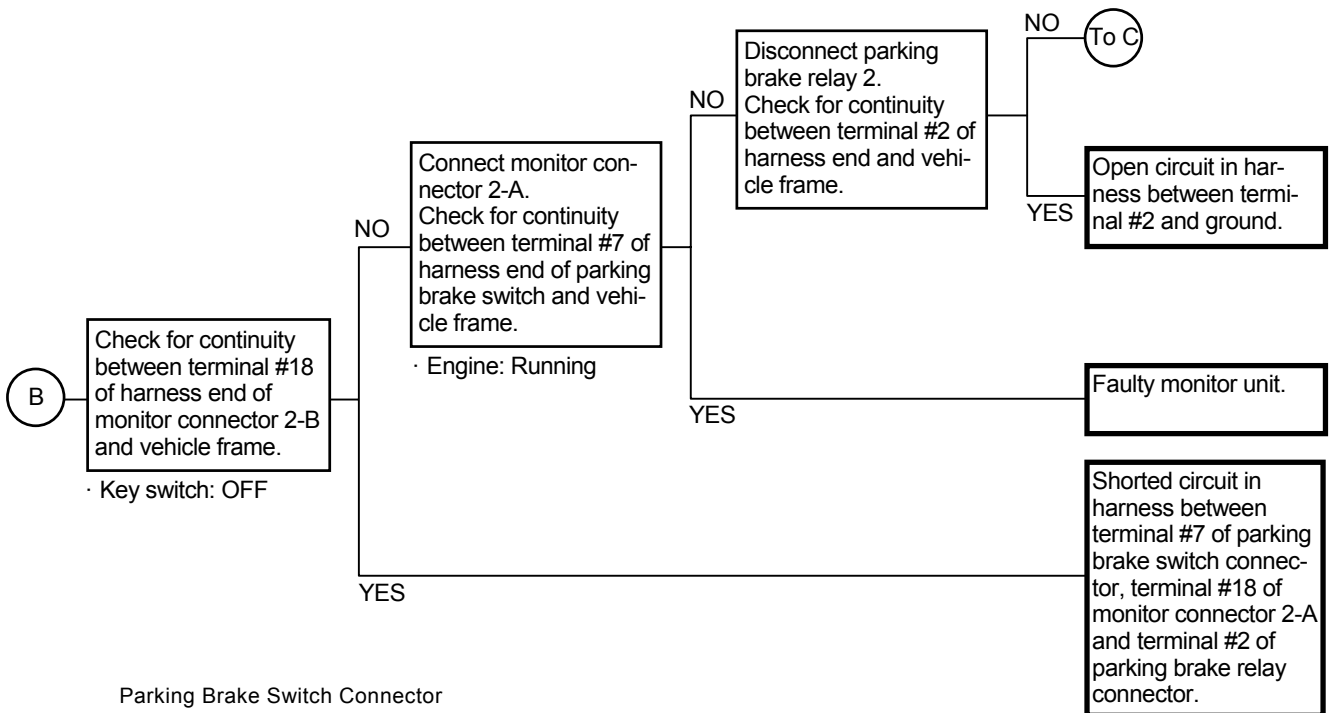 B
Check for continuity
between terminal #18
of harness end of
monitor connector 2-B
and vehicle frame.
· Key switch: OFF
NO
YES
Connect monitor con-
nector 2-A.
Check for continuity
between terminal #7 of
harness end of parking
brake switch and vehi-
cle frame.
· Engine: Running
NO
YES
Disconnect parking
brake relay 2.
Check for continuity
between terminal #2 of
harness end and vehi-
cle frame.
NO
To C
YES
Open circuit in har-
ness between termi-
nal #2 and ground.
Faulty monitor unit.
Shorted circuit in
harness between
terminal #7 of parking
brake switch connec-
tor, terminal #18 of
monitor connector 2-A
and terminal #2 of
parking brake relay
connector.
Parking Brake Switch Connector